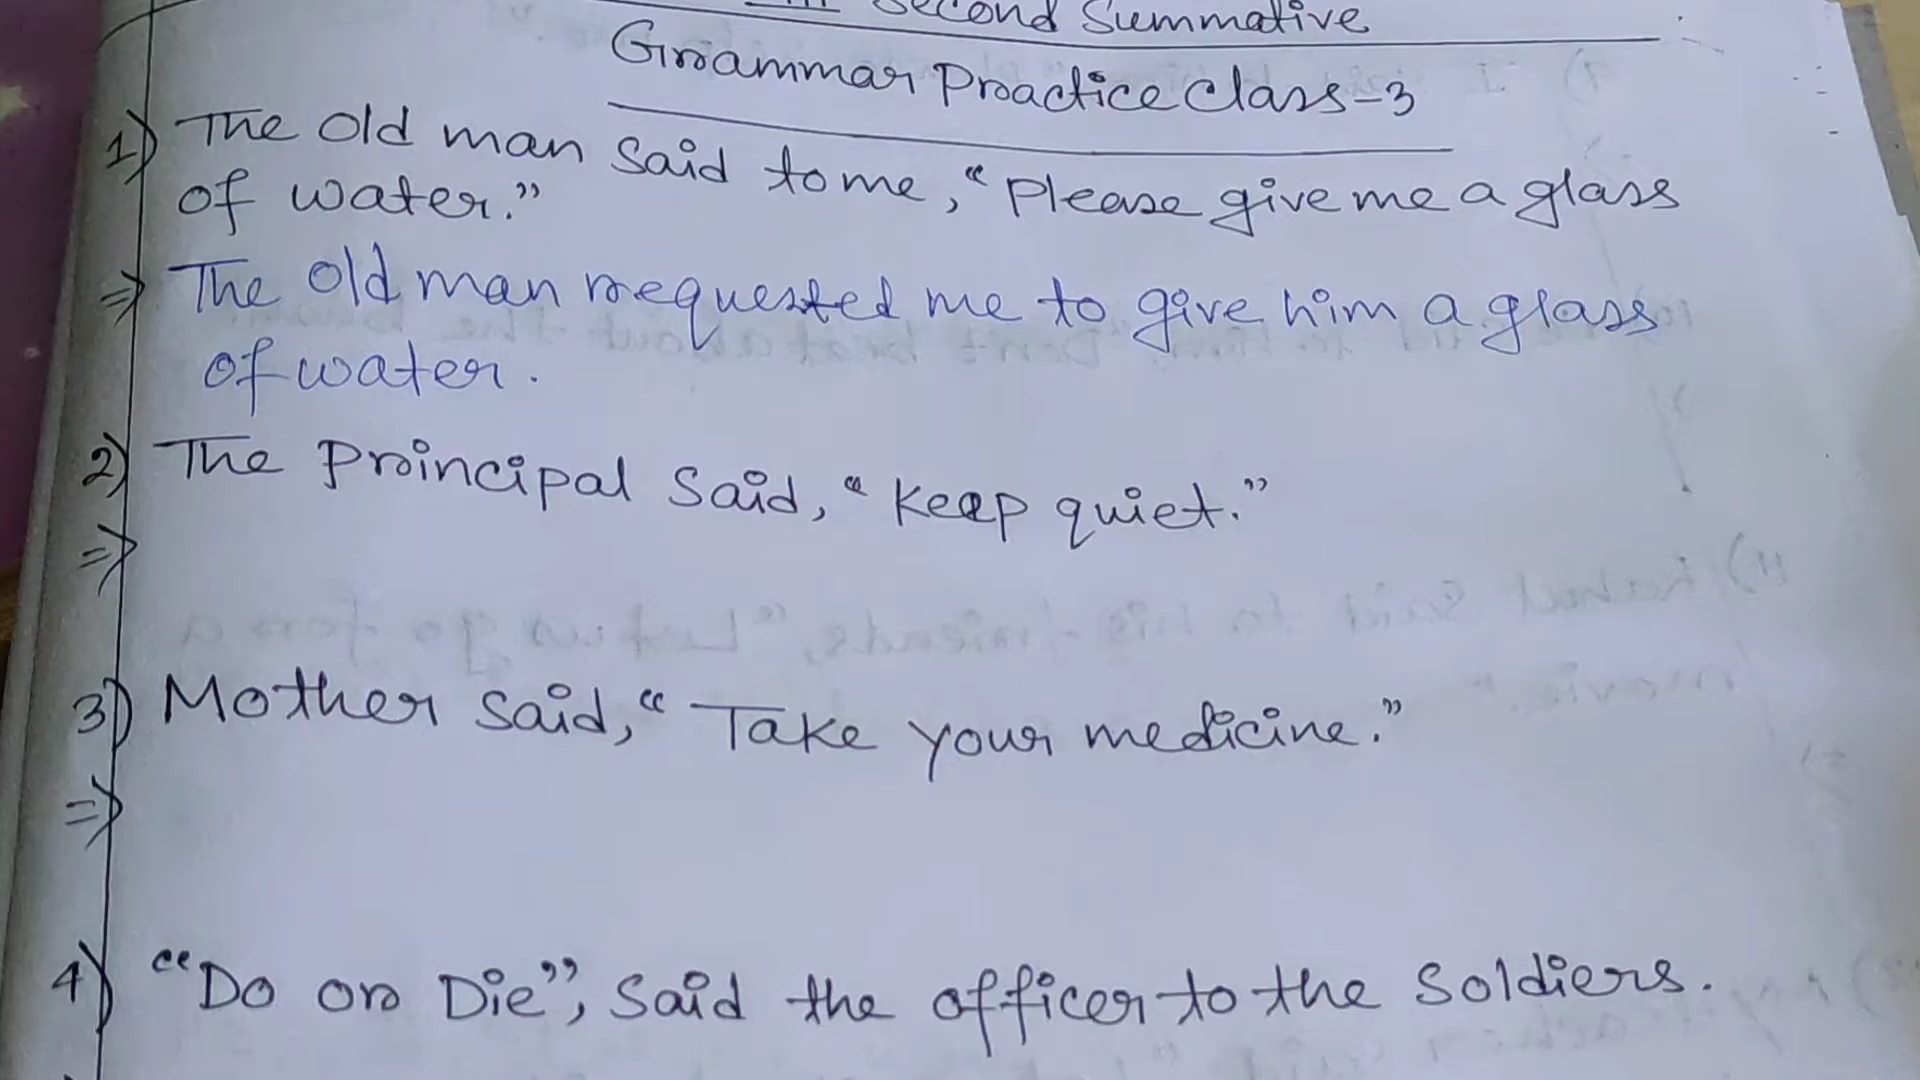 Second Summative
Grammar Practice Class-3
1) The old man said to me, "Please give me a glass
of water."
=> The old man requested me to give him a glass
of water.
2) The Principal said, "Keep quiet."
=>
3) Mother said, "Take your medicine."
=>
4) "Do or Die", said the officer to the soldiers.